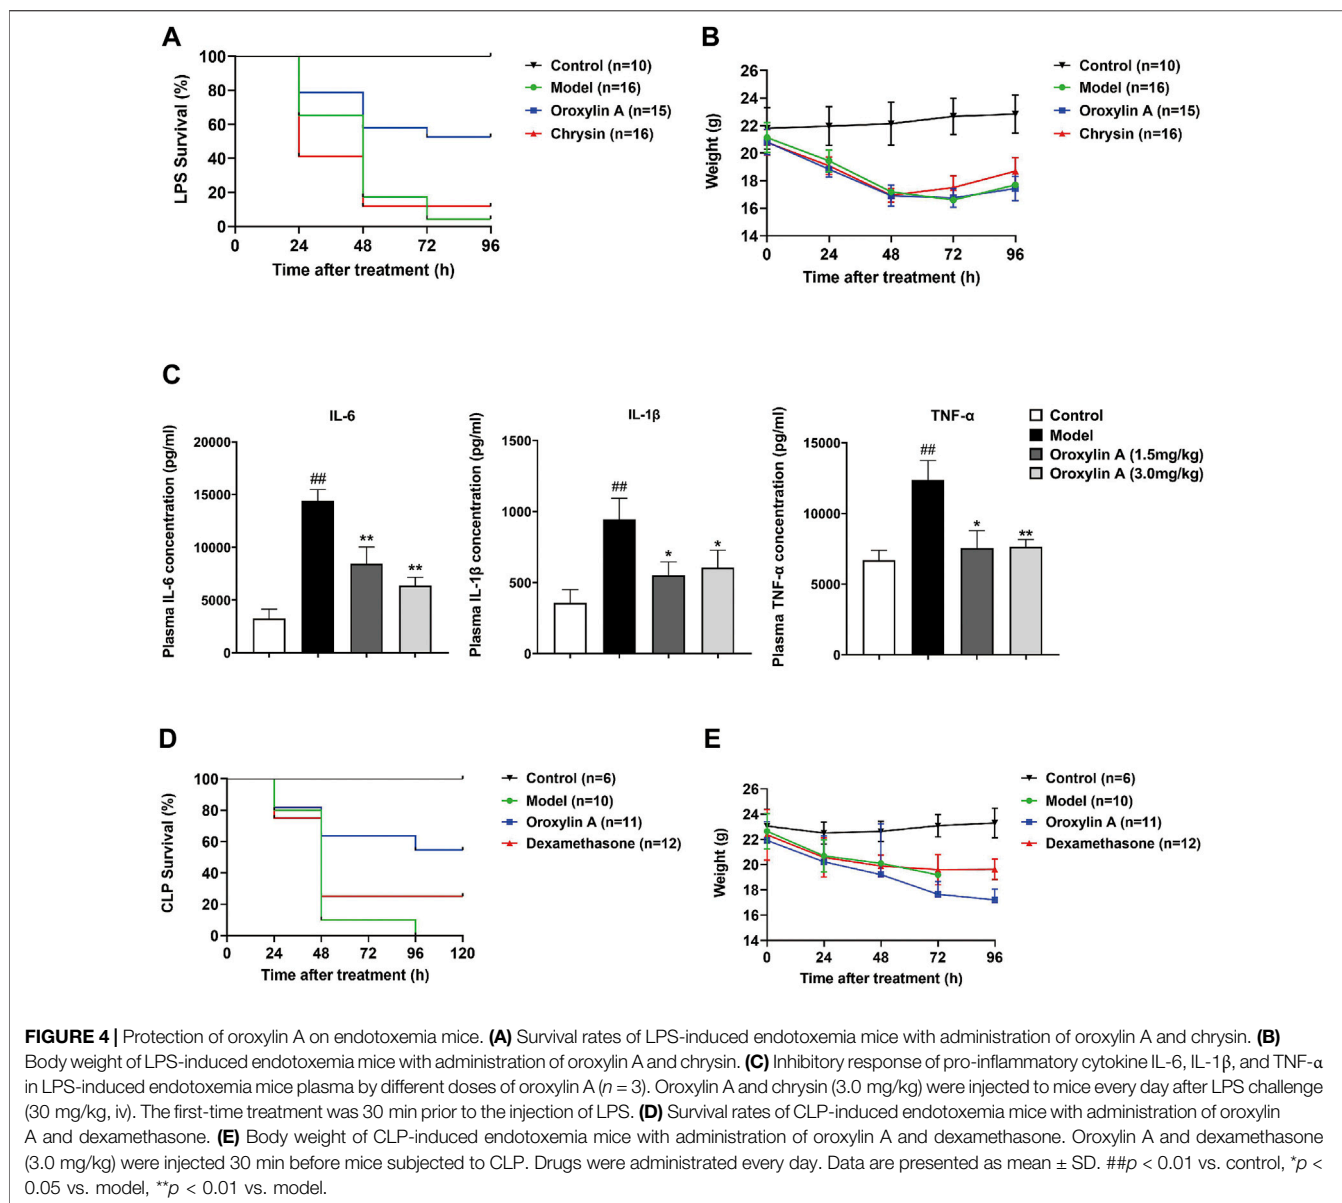 A
LPS Survival (%)
100
80
60
40
20
0
0 24 48 72 96
Time after treatment (h)
Control (n=10)
Model (n=16)
Oroxylin A (n=15)
Chrysin (n=16)
B
Weight (g)
26
24
22
20
18
16
14
0 24 48 72 96
Time after treatment (h)
Control (n=10)
Model (n=16)
Oroxylin A (n=15)
Chrysin (n=16)
C
IL-6
Plasma IL-6 concentration (pg/ml)
20000
15000
10000
5000
0
##
**
**
IL-1β
Plasma IL-1β concentration (pg/ml)
1500
1000
500
0
##
*
*
TNF-α
Plasma TNF-α concentration (pg/ml)
15000
10000
5000
0
##
*
**
Control
Model
Oroxylin A (1.5mg/kg)
Oroxylin A (3.0mg/kg)
D
CLP Survival (%)
100
80
60
40
20
0
0 24 48 72 96 120
Time after treatment (h)
Control (n=6)
Model (n=10)
Oroxylin A (n=11)
Dexamethasone (n=12)
E
Weight (g)
26
24
22
20
18
16
14
0 24 48 72 96
Time after treatment (h)
Control (n=6)
Model (n=10)
Oroxylin A (n=11)
Dexamethasone (n=12)
FIGURE 4 | Protection of oroxylin A on endotoxemia mice. (A) Survival rates of LPS-induced endotoxemia mice with administration of oroxylin A and chrysin. (B)
Body weight of LPS-induced endotoxemia mice with administration of oroxylin A and chrysin. (C) Inhibitory response of pro-inflammatory cytokine IL-6, IL-1β, and TNF-α
in LPS-induced endotoxemia mice plasma by different doses of oroxylin A (n = 3). Oroxylin A and chrysin (3.0 mg/kg) were injected to mice every day after LPS challenge
(30 mg/kg, iv). The first-time treatment was 30 min prior to the injection of LPS. (D) Survival rates of CLP-induced endotoxemia mice with administration of oroxylin
A and dexamethasone. (E) Body weight of CLP-induced endotoxemia mice with administration of oroxylin A and dexamethasone. Oroxylin A and dexamethasone
(3.0 mg/kg) were injected 30 min before mice subjected to CLP. Drugs were administrated every day. Data are presented as mean ± SD. ##p < 0.01 vs. control, *p <
0.05 vs. model, **p < 0.01 vs. model.